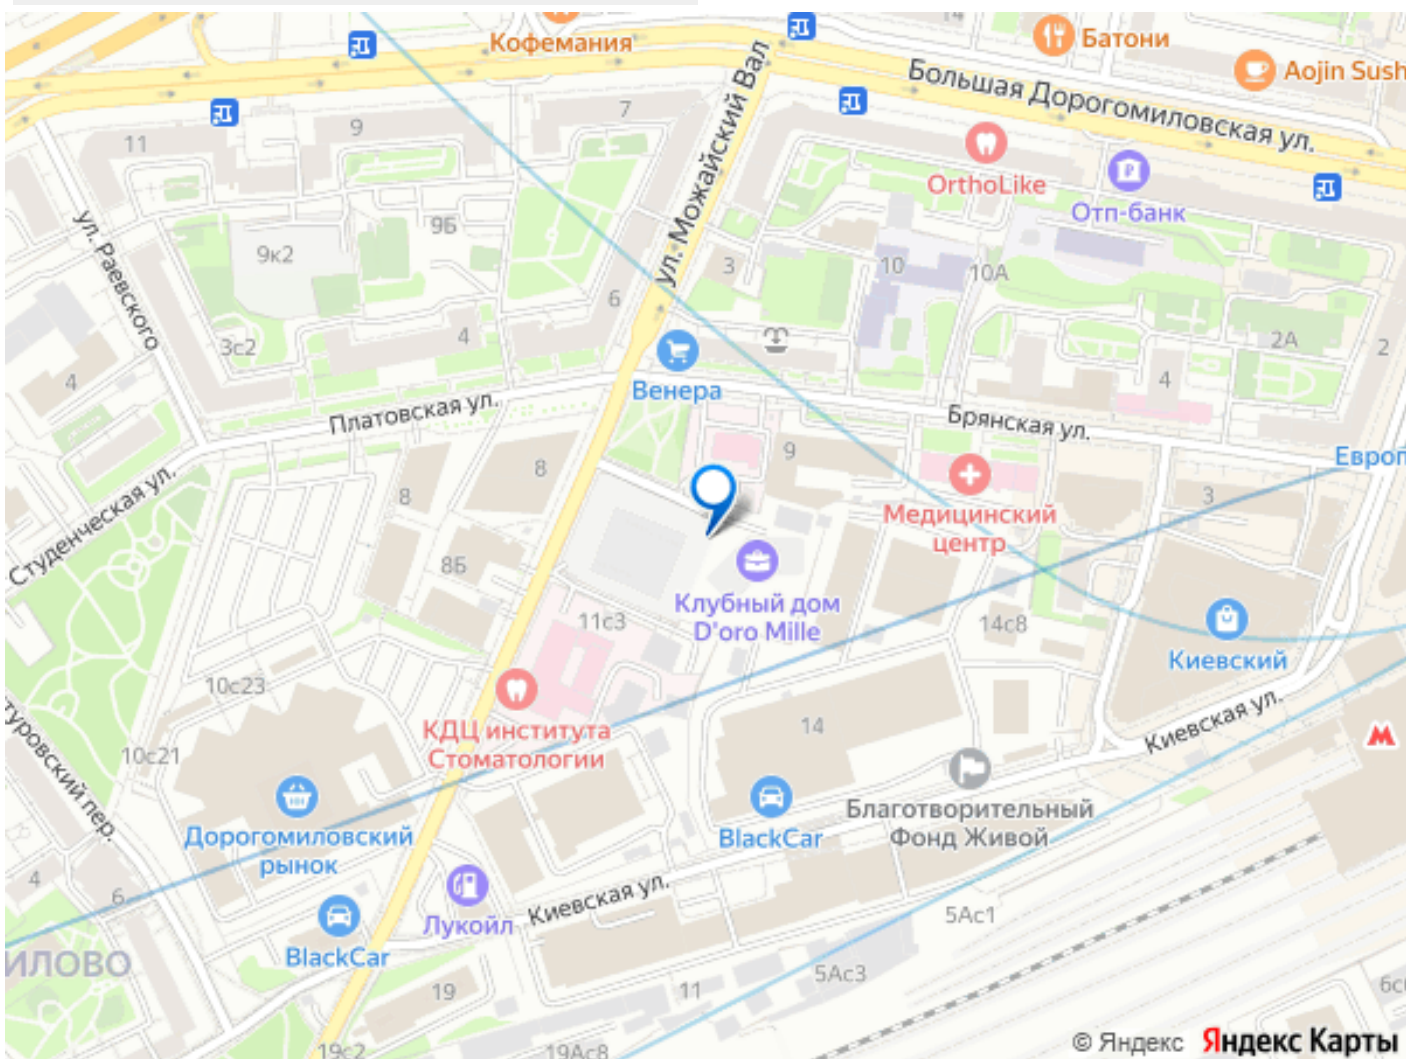 Кофемания
Батони
Aojin Sush
Большая Дорогомиловская ул.
ул. Можайский Вал
14
7
9
11
OrthoLike
Отп-банк
ул. Раевского
9Б
9к2
3
10
10А
6
3с2
4
2А
2
4
4
Венера
Платовская ул.
Брянская ул.
Европ
9
8
8
3
Студенческая ул.
Медицинский
центр
8Б
Клубный дом
D'oro Mille
11с3
14с8
Киевский
10с23
КДЦ института
Стоматологии
14
Киевская ул.
10с21
туровский пер.
Благотворительный
Фонд Живой
Дорогомиловский
рынок
BlackCar
4
6
Лукойл
Киевская ул.
5Ас1
BlackCar
ИЛОВО
5Ас3
19
11
6с
19с2
19Ас8
© Яндекс Яндекс Карты